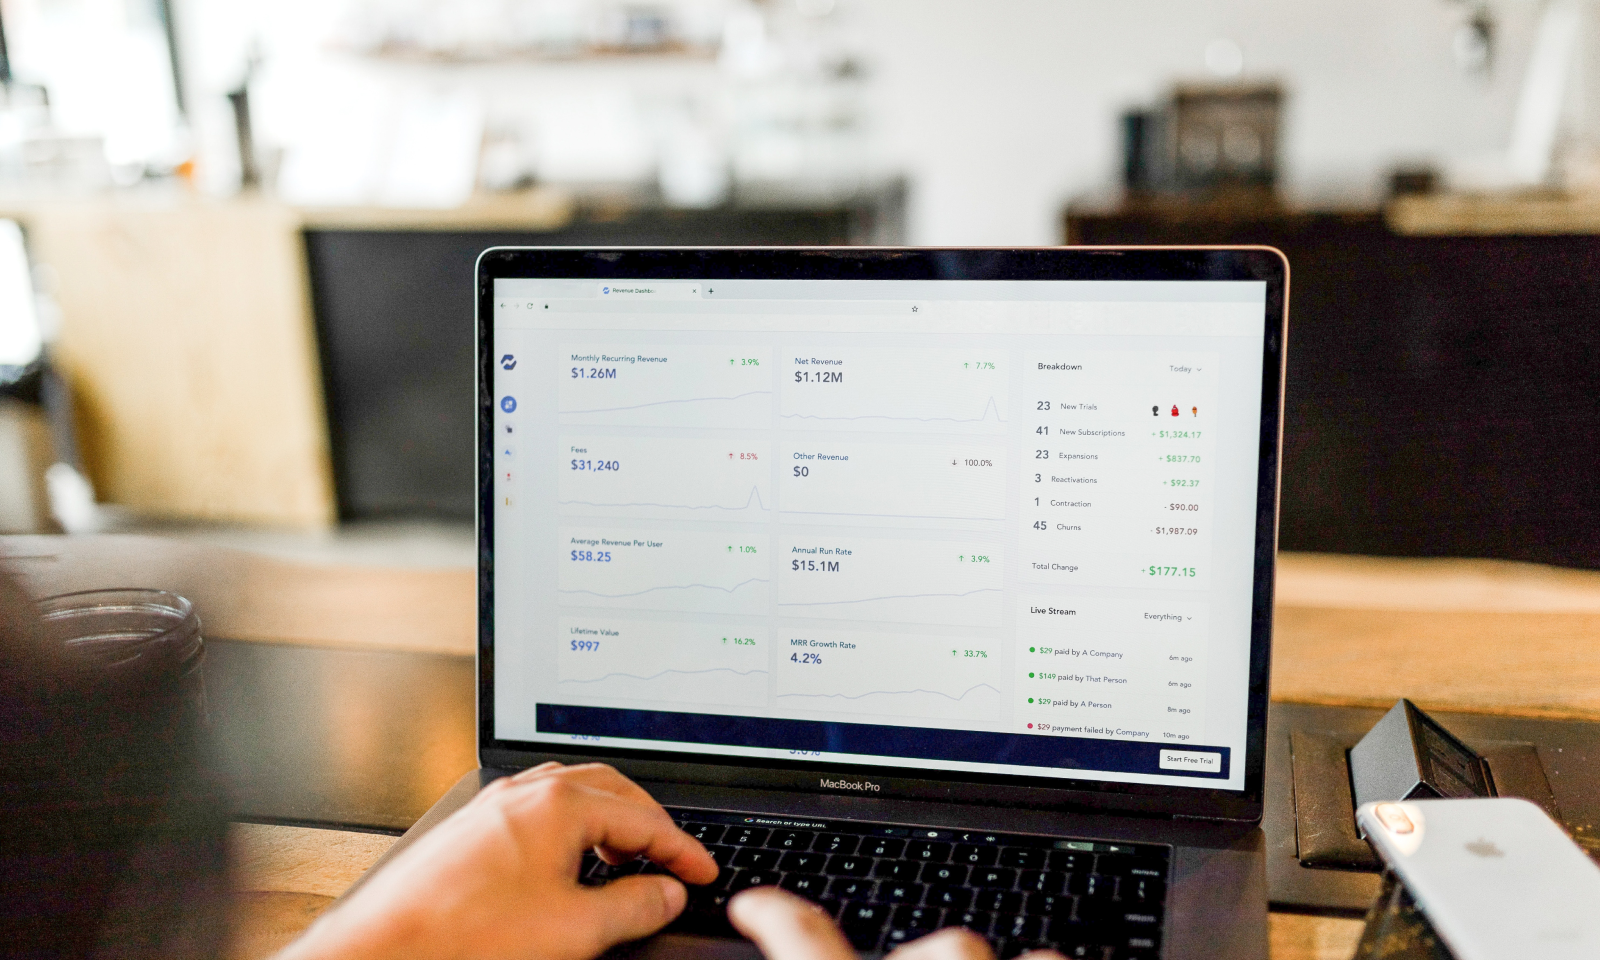 Revenue Dashbo
Monthly Recurring Revenue
$1.26M
↑ 3.9%
Net Revenue
$1.12M
↑ 7.7%
Fees
$31,240
↑ 8.5%
Other Revenue
$0
↓ 100.0%
Average Revenue Per User
$58.25
↑ 1.0%
Annual Run Rate
$15.1M
↑ 3.9%
Lifetime Value
$997
↑ 16.2%
MRR Growth Rate
4.2%
↑ 33.7%
Breakdown
Today
23 New Trials
41 New Subscriptions + $1,324.17
23 Expansions + $837.70
3 Reactivations + $92.37
1 Contraction - $90.00
45 Churns - $1,987.09
Total Change + $177.15
Live Stream
Everything
$29 paid by A Company 6m ago
$149 paid by That Person 6m ago
$29 paid by A Person 8m ago
$29 payment failed by Company 10m ago
Start Free Trial
MacBook Pro
Search or type URL